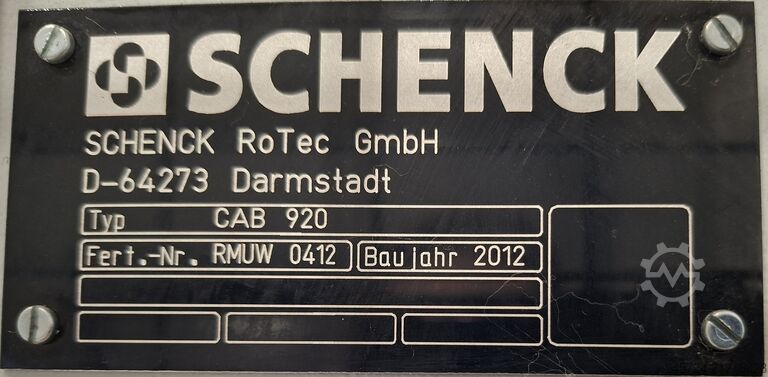 SCHENCK
SCHENCK RoTec GmbH
D-64273 Darmstadt
Typ CAB 920
Fert.-Nr. RMUW 0412 Baujahr 2012